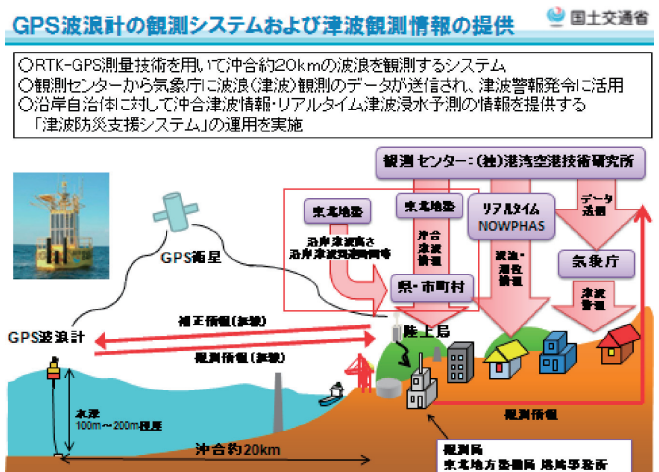 GPS波浪計の観測システムおよび津波観測情報の提供
国土交通省
○RTK-GPS測量技術を用いて沖合約20kmの波浪を観測するシステム
○観測センターから気象庁に波浪(津波)観測のデータが送信され、津波警報発令に活用
○沿岸自治体に対して沖合津波情報・リアルタイム津波浸水予測の情報を提供する
「津波防災支援システム」の運用を実施
観測センター:(独)港湾空港技術研究所
東北地整
東北地整
リアルタイム
NOWPHAS
データ
送信
GPS衛星
沿岸津波高さ
沿岸津波到達時間等
沖合
津波
情報
波浪・
潮位
情報
気象庁
県・市町村
津波
警報
GPS波浪計
補正情報(無線)
陸上局
観測情報(無線)
水深
100m～200m程度
沖合約20km
観測情報
観測局
東北地方整備局 港湾事務所